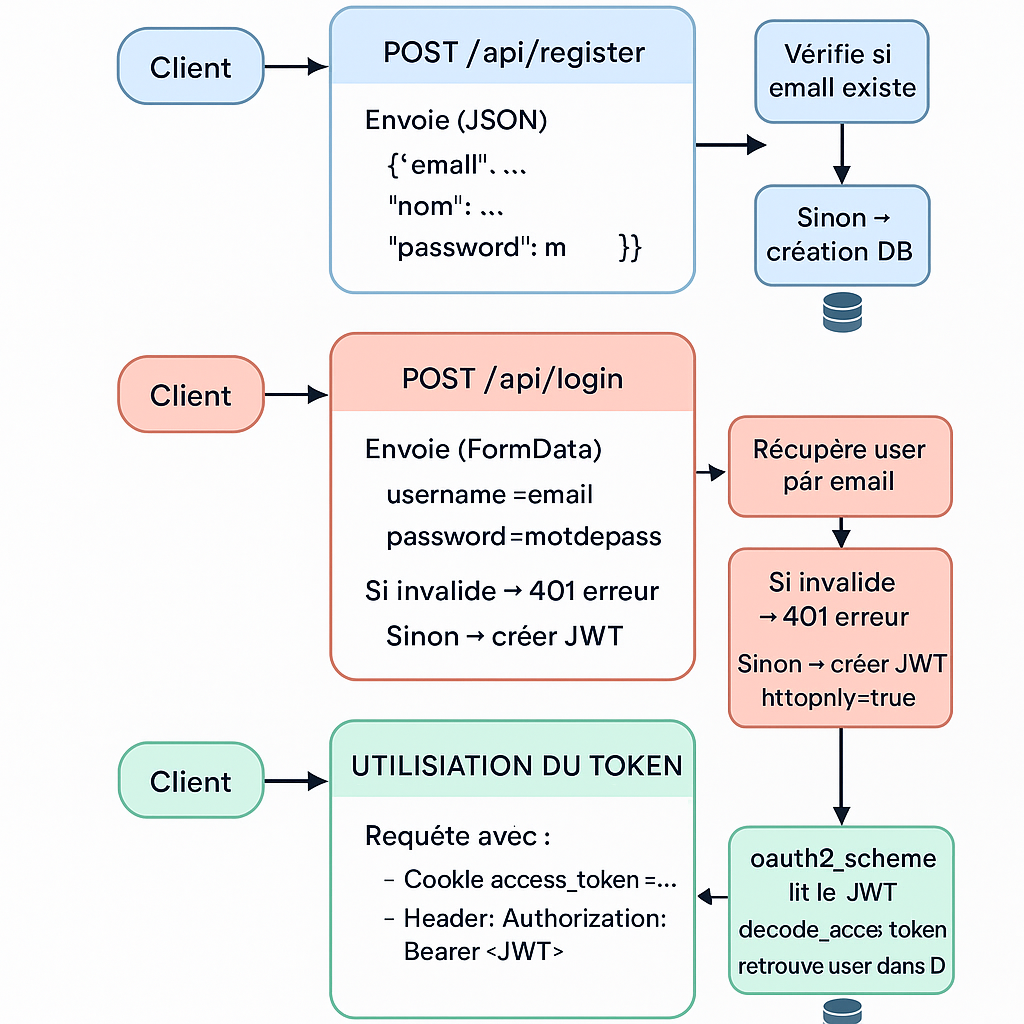 Client
POST /api/register
Envoie (JSON)
{‘emall". ...
"nom": ...
"password": m }}
Vérifie si
emall existe
Sinon →
création DB
Client
POST /api/login
Envoie (FormData)
username =email
password=motdepass
Si invalide → 401 erreur
Sinon → créer JWT
Récupère user
pár email
Si invalide
→ 401 erreur
Sinon → créer JWT
httopnly=true
Client
UTILISIATION DU TOKEN
Requéte avec :
– Cookle access_token =...
– Header: Authorization:
Bearer <JWT>
oauth2_scheme
lit le JWT
decode_acces token
retrouve user dans D